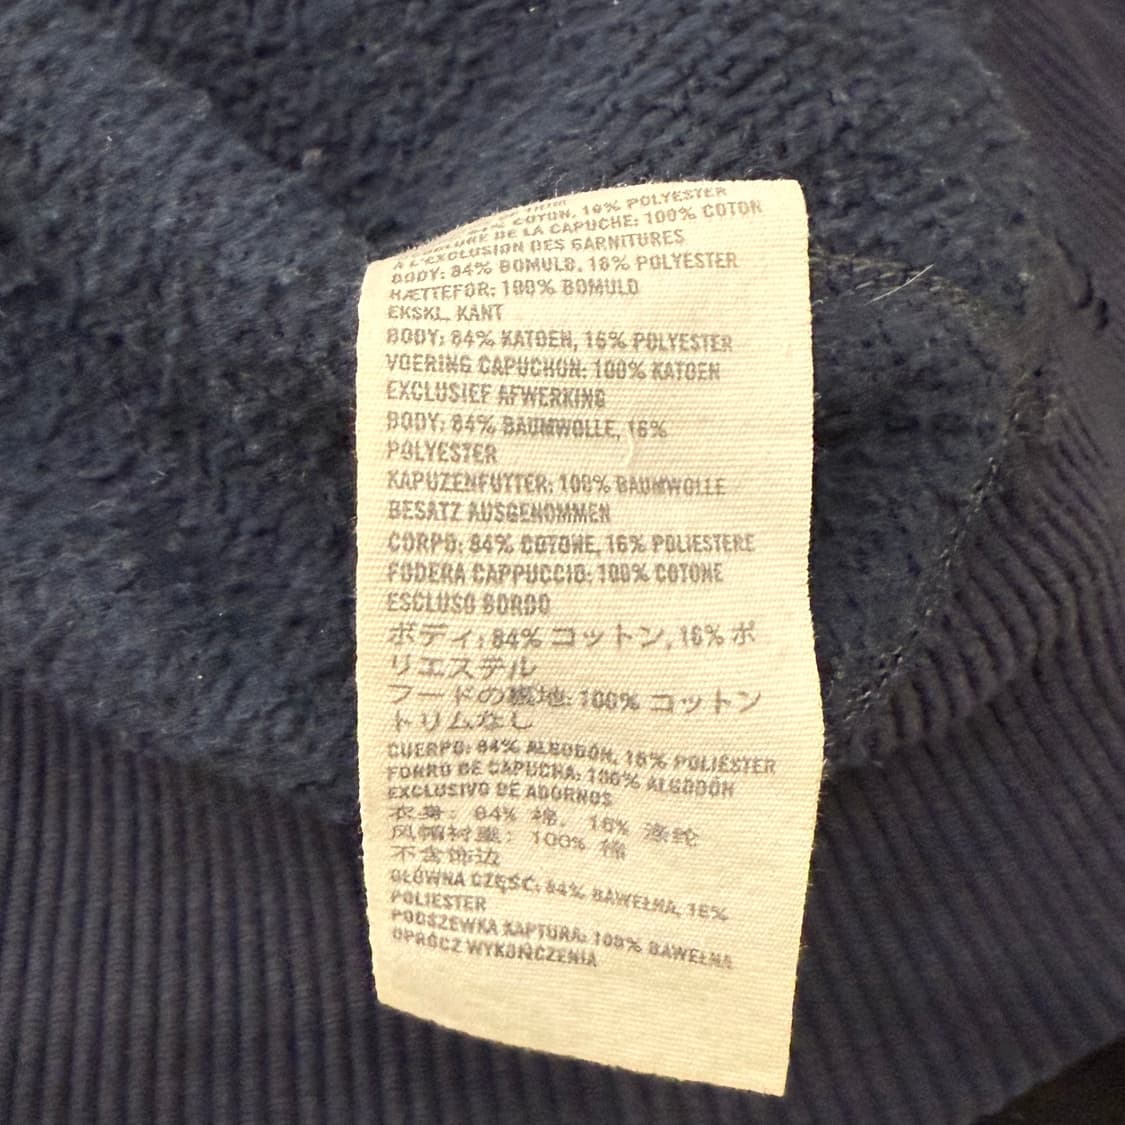 COTON, 16% POLYESTER
DE LA CAPUCHE: 100% COTON
À L'EXCLUSION DES GARNITURES
BODY: 84% BOMULD, 16% POLYESTER
HÆTTEFOR: 100% BOMULD
EKSKL. KANT
BODY: 84% KATOEN, 16% POLYESTER
VOERING CAPUCHON: 100% KATOEN
EXCLUSIEF AFWERKING
BODY: 84% BAUMWOLLE, 16%
POLYESTER
KAPUZENFUTTER: 100% BAUMWOLLE
BESATZ AUSGENOMMEN
CORPO: 84% COTONE, 16% POLIESTERE
FODERA CAPPUCCIO: 100% COTONE
ESCLUSO BORDO
ボディ: 84% コットン, 16% ポ
リエステル
フードの裏地: 100% コットン
トリムなし
CUERPO: 84% ALGODÓN, 16% POLIÉSTER
FORRO DE CAPUCHA: 100% ALGODÓN
EXCLUSIVO DE ADORNOS
衣身: 84% 棉, 16% 涤纶
风帽衬里: 100% 棉
不含饰边
GŁÓWNA CZĘŚĆ: 84% BAWEŁNA, 16%
POLIESTER
PODSZEWKA KAPTURA: 100% BAWEŁNA
OPRÓCZ WYKOŃCZENIA